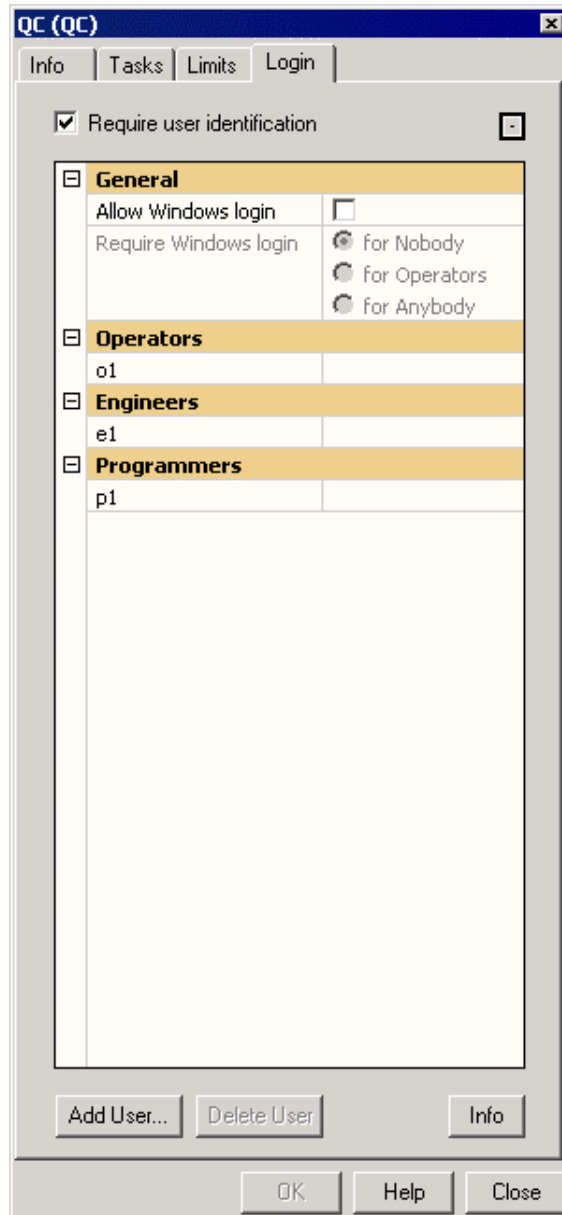 QC (QC)
Info Tasks Limits Login
Require user identification
General
Allow Windows login
Require Windows login for Nobody
for Operators
for Anybody
Operators
o1
Engineers
e1
Programmers
p1
Add User... Delete User Info
OK Help Close